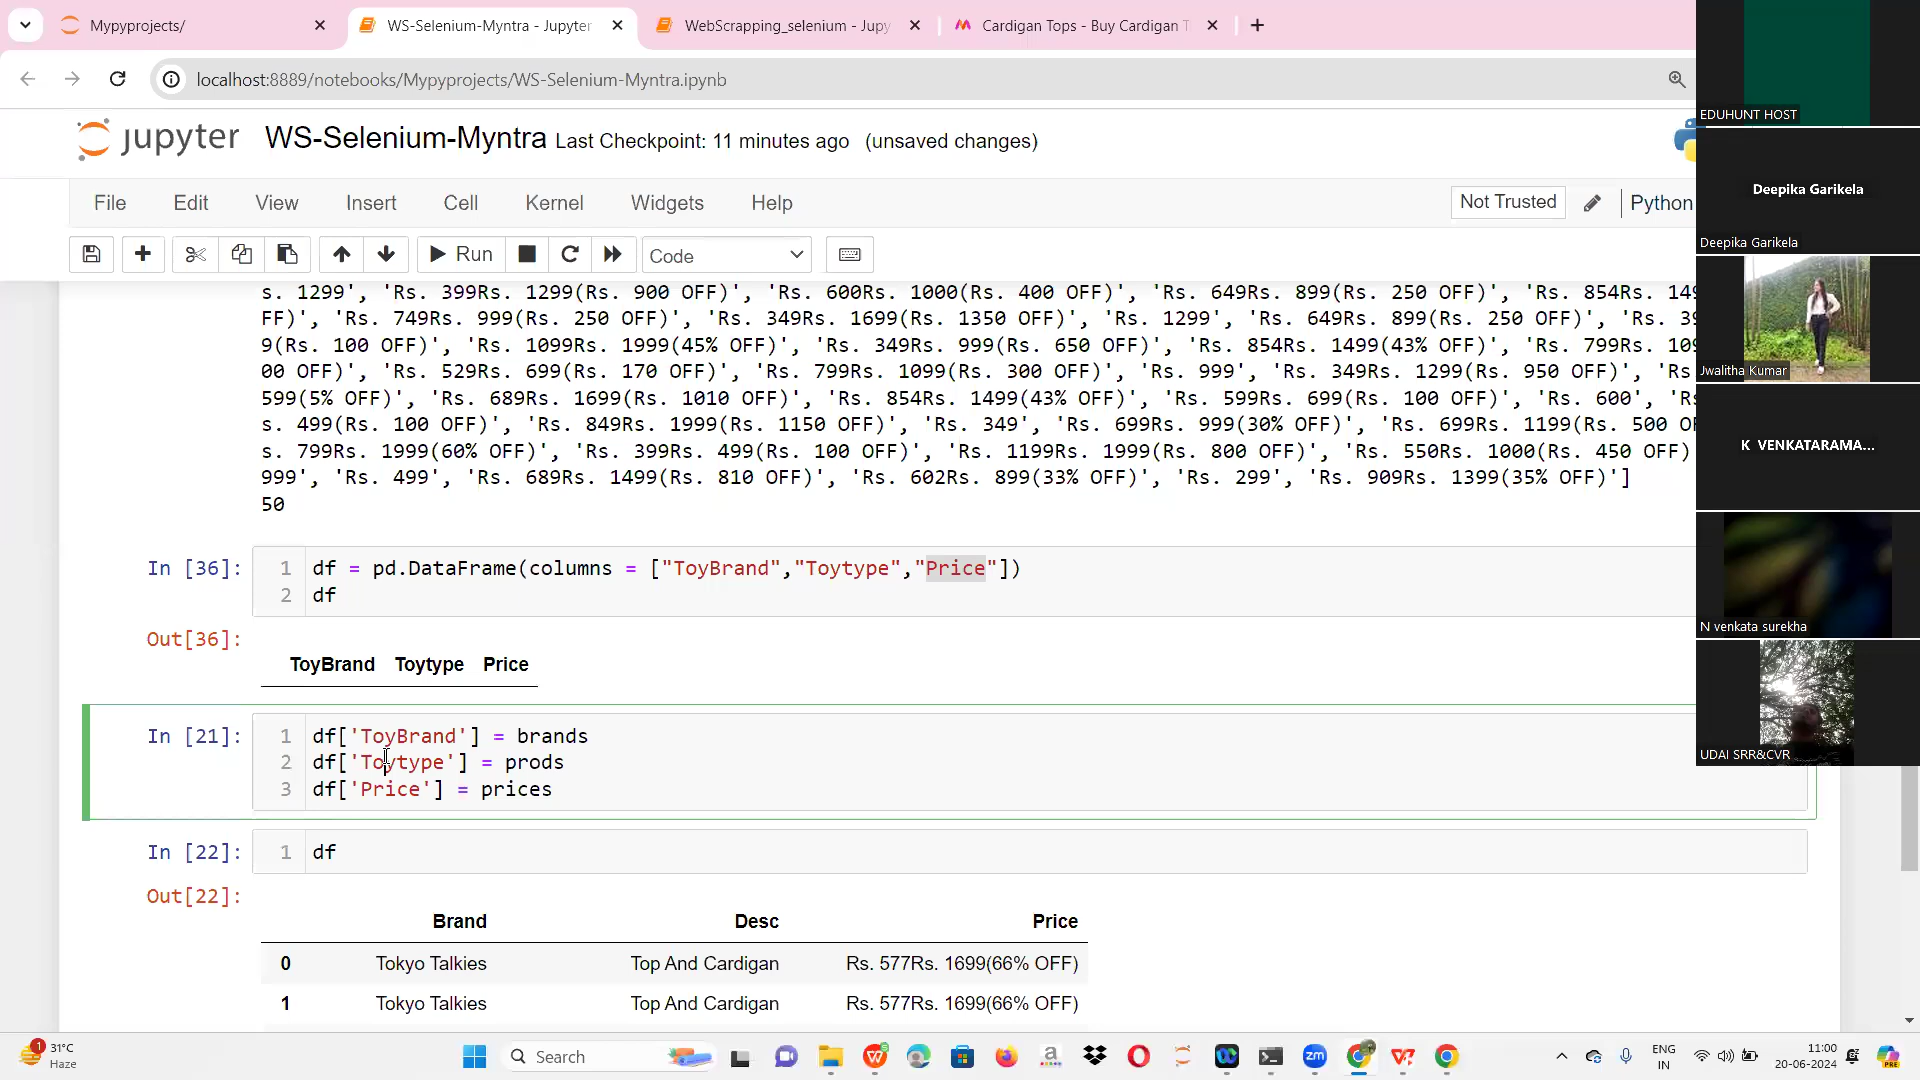 Mypyprojects/
WS-Selenium-Myntra - Jupyter
WebScrapping_selenium - Jupy
Cardigan Tops - Buy Cardigan T
localhost:8889/notebooks/Mypyprojects/WS-Selenium-Myntra.ipynb
jupyter WS-Selenium-Myntra Last Checkpoint: 11 minutes ago (unsaved changes)
File Edit View Insert Cell Kernel Widgets Help
Not Trusted
Python
Run
Code
s. 1299', 'Rs. 399Rs. 1299(Rs. 900 OFF)', 'Rs. 600Rs. 1000(Rs. 400 OFF)', 'Rs. 649Rs. 899(Rs. 250 OFF)', 'Rs. 854Rs. 149
FF)', 'Rs. 749Rs. 999(Rs. 250 OFF)', 'Rs. 349Rs. 1699(Rs. 1350 OFF)', 'Rs. 1299', 'Rs. 649Rs. 899(Rs. 250 OFF)', 'Rs. 39
9(Rs. 100 OFF)', 'Rs. 1099Rs. 1999(45% OFF)', 'Rs. 349Rs. 999(Rs. 650 OFF)', 'Rs. 854Rs. 1499(43% OFF)', 'Rs. 799Rs. 109
00 OFF)', 'Rs. 529Rs. 699(Rs. 170 OFF)', 'Rs. 799Rs. 1099(Rs. 300 OFF)', 'Rs. 999', 'Rs. 349Rs. 1299(Rs. 950 OFF)', 'Rs.
599(5% OFF)', 'Rs. 689Rs. 1699(Rs. 1010 OFF)', 'Rs. 854Rs. 1499(43% OFF)', 'Rs. 599Rs. 699(Rs. 100 OFF)', 'Rs. 600', 'Rs
s. 499(Rs. 100 OFF)', 'Rs. 849Rs. 1999(Rs. 1150 OFF)', 'Rs. 349', 'Rs. 699Rs. 999(30% OFF)', 'Rs. 699Rs. 1199(Rs. 500 OF
s. 799Rs. 1999(60% OFF)', 'Rs. 399Rs. 499(Rs. 100 OFF)', 'Rs. 1199Rs. 1999(Rs. 800 OFF)', 'Rs. 550Rs. 1000(Rs. 450 OFF)
999', 'Rs. 499', 'Rs. 689Rs. 1499(Rs. 810 OFF)', 'Rs. 602Rs. 899(33% OFF)', 'Rs. 299', 'Rs. 909Rs. 1399(35% OFF)']
50
In [36]: 1 df = pd.DataFrame(columns = ["ToyBrand","Toytype","Price"])
2 df
Out[36]:
ToyBrand Toytype Price
In [21]: 1 df['ToyBrand'] = brands
2 df['Toytype'] = prods
3 df['Price'] = prices
In [22]: 1 df
Out[22]:
Brand Desc Price
0 Tokyo Talkies Top And Cardigan Rs. 577Rs. 1699(66% OFF)
1 Tokyo Talkies Top And Cardigan Rs. 577Rs. 1699(66% OFF)
EDUHUNT HOST
Deepika Garikela
Deepika Garikela
Jwalitha Kumar
K VENKATARAMA...
N venkata surekha
UDAI SRR&CVR
1
31°C
Haze
Search
ENG
IN
11:00
20-06-2024